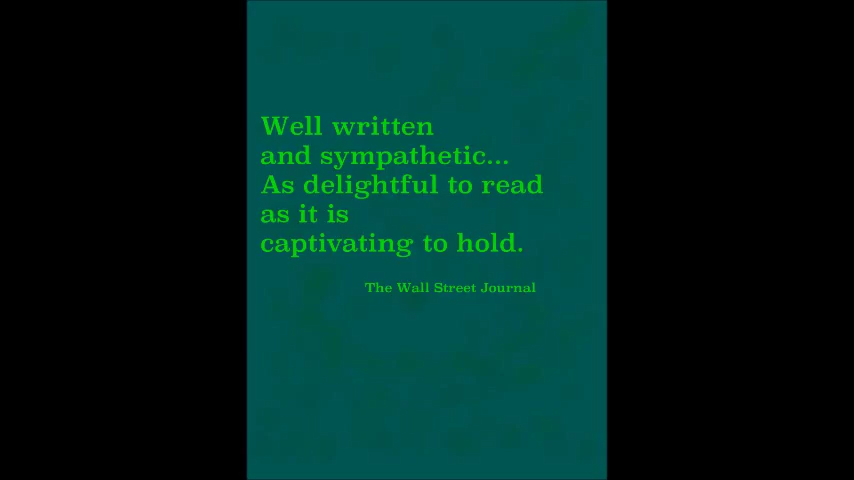 Well written
and sympathetic...
As delightful to read
as it is
captivating to hold.
The Wall Street Journal